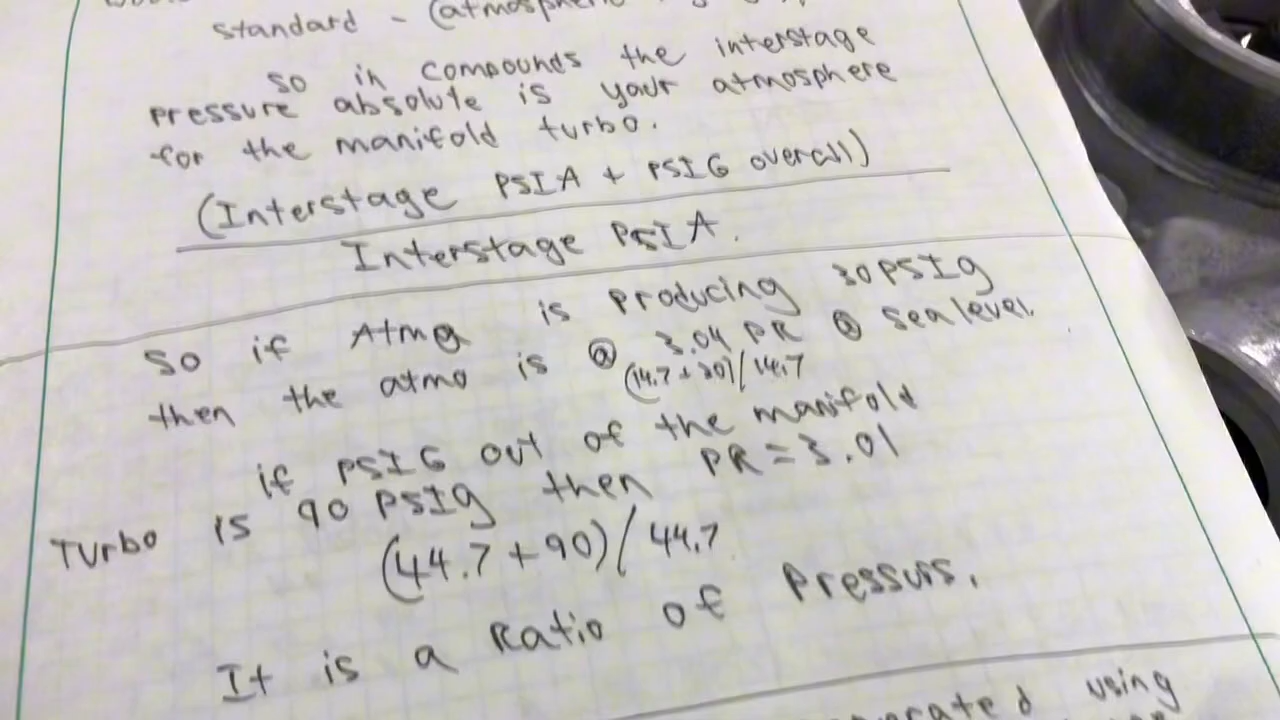 standard - (atmospheric
so in compounds the interstage
pressure absolute is your atmosphere
for the manifold turbo.
(Interstage PSIA + PSIG overall)
Interstage PSIA.
so if Atmo is producing 30 PSIg
then the atmo is @ 3.04 PR @ sea level.
(14.7 + 30)/14.7
if PSIG out of the manifold
Turbo is 90 PSIg then PR = 3.01
(44.7 + 90)/44.7
It is a Ratio of Pressurs.
using